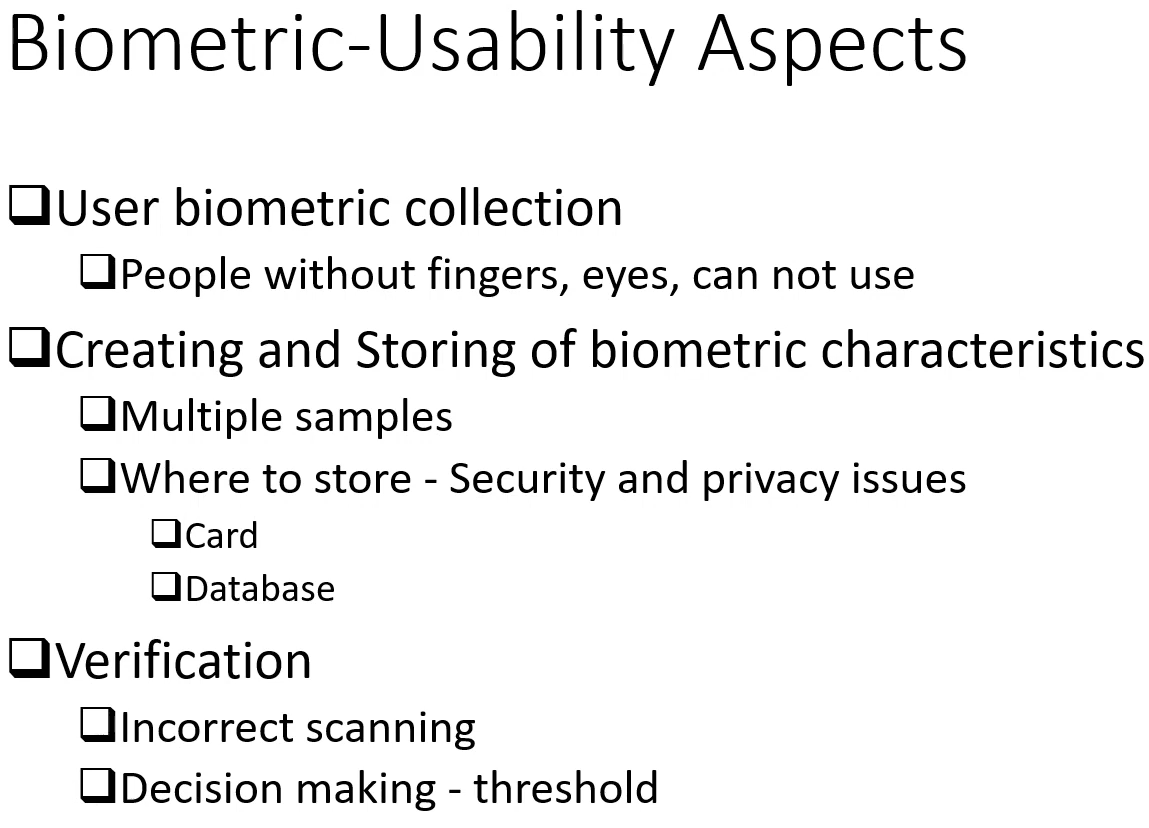 Biometric-Usability Aspects
❑User biometric collection
❑People without fingers, eyes, can not use
❑Creating and Storing of biometric characteristics
❑Multiple samples
❑Where to store - Security and privacy issues
❑Card
❑Database
❑Verification
❑Incorrect scanning
❑Decision making - threshold